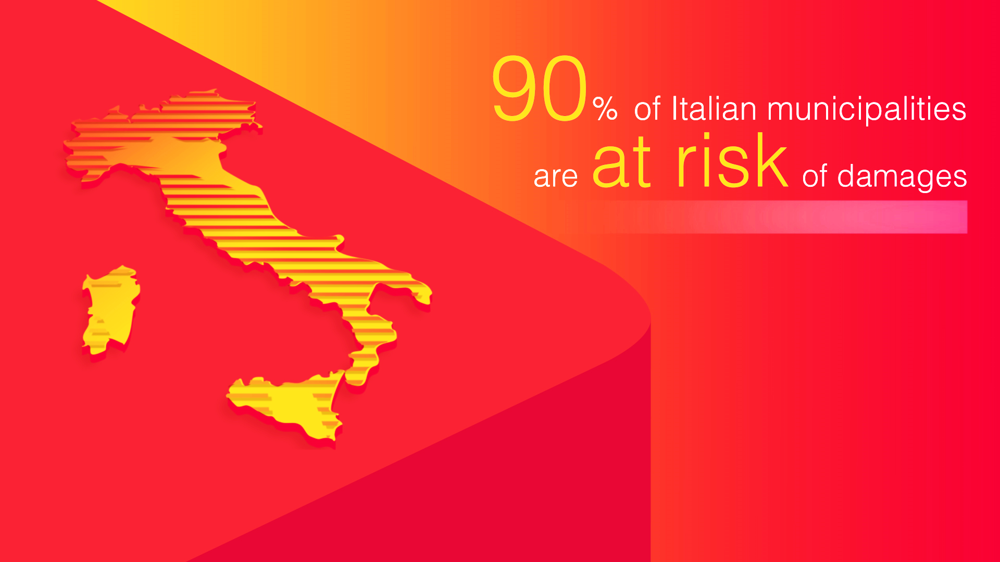 90% of Italian municipalities
are at risk of damages